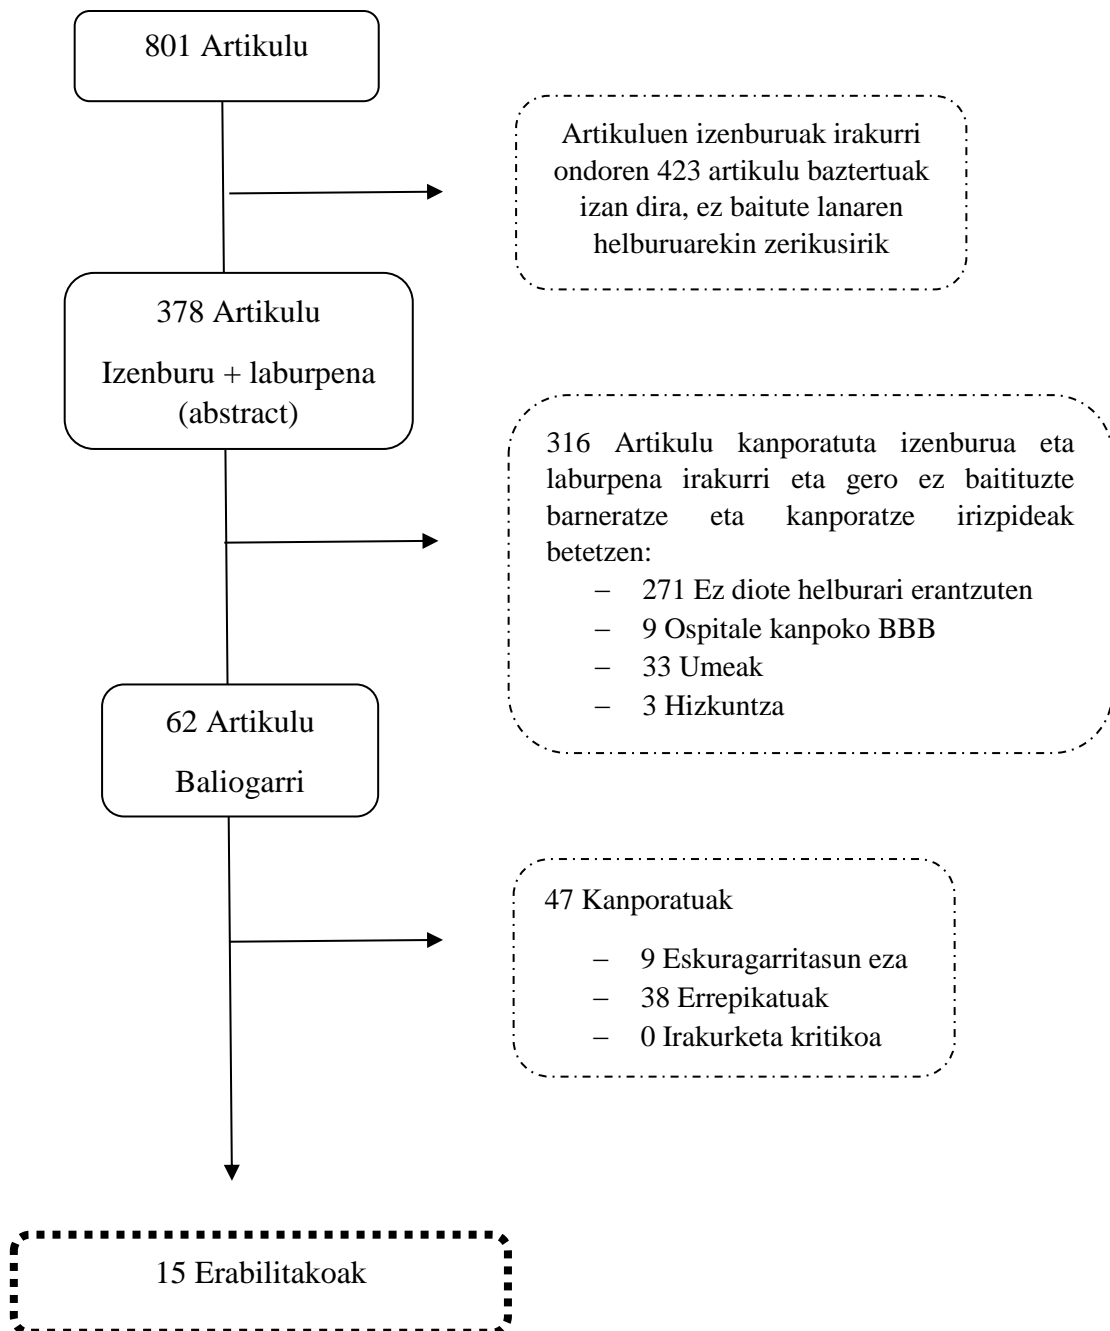 801 Artikulu
Artikuluen izenburuak irakurri
ondoren 423 artikulu baztertuak
izan dira, ez baitute lanaren
helburuarekin zerikusirik
378 Artikulu
Izenburu + laburpena
(abstract)
316 Artikulu kanporatuta izenburua eta
laburpena irakurri eta gero ez baitituzte
barneratze eta kanporatze irizpideak
betetzen:
– 271 Ez diote helburari erantzuten
– 9 Ospitale kanpoko BBB
– 33 Umeak
– 3 Hizkuntza
62 Artikulu
Baliogarri
47 Kanporatuak
– 9 Eskuragarritasun eza
– 38 Errepikatuak
– 0 Irakurketa kritikoa
15 Erabilitakoak